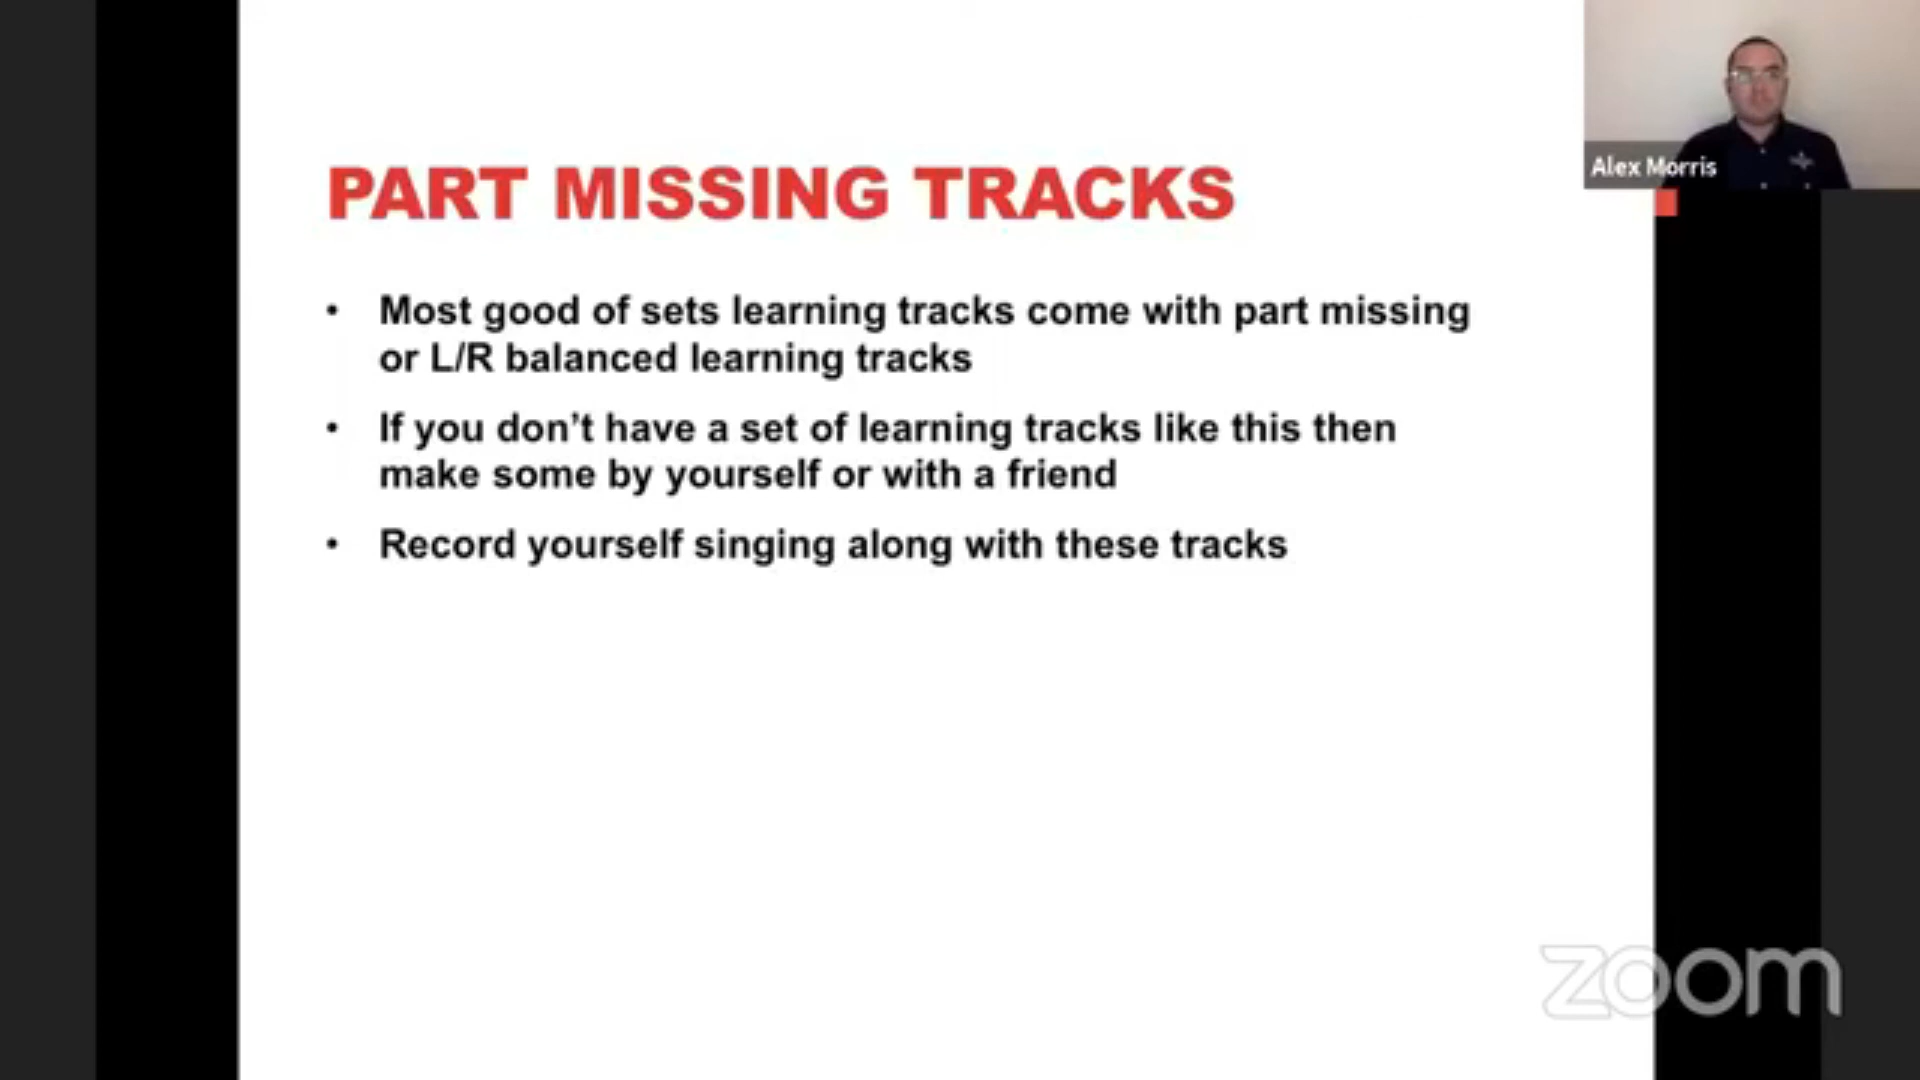 PART MISSING TRACKS
• Most good of sets learning tracks come with part missing
or L/R balanced learning tracks
• If you don't have a set of learning tracks like this then
make some by yourself or with a friend
• Record yourself singing along with these tracks
Alex Morris
zoom